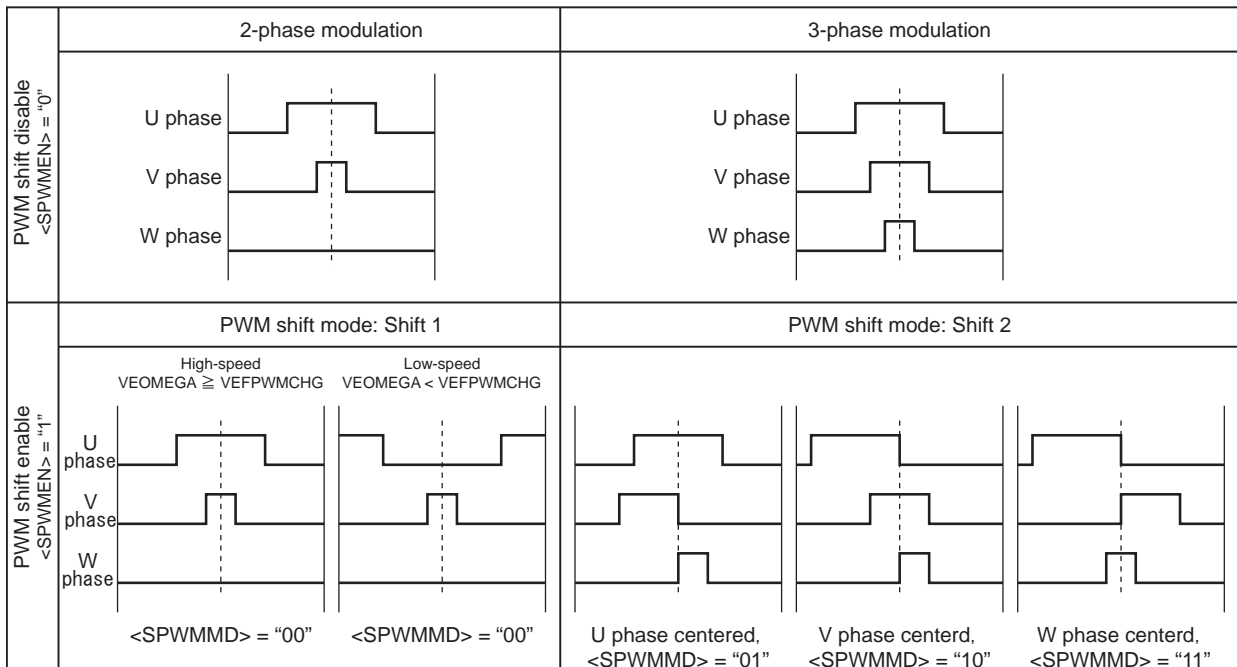 2-phase modulation
3-phase modulation
PWM shift disable
<SPWMEN> = “0”
U phase
V phase
W phase
U phase
V phase
W phase
PWM shift mode: Shift 1
PWM shift mode: Shift 2
PWM shift enable
<SPWMEN> = “1”
High-speed
VEOMEGA ≧ VEFPWMCHG
Low-speed
VEOMEGA < VEFPWMCHG
U
phase
V
phase
W
phase
<SPWMMD> = “00”
<SPWMMD> = “00”
U phase centered,
<SPWMMD> = “01”
V phase centerd,
<SPWMMD> = “10”
W phase centerd,
<SPWMMD> = “11”